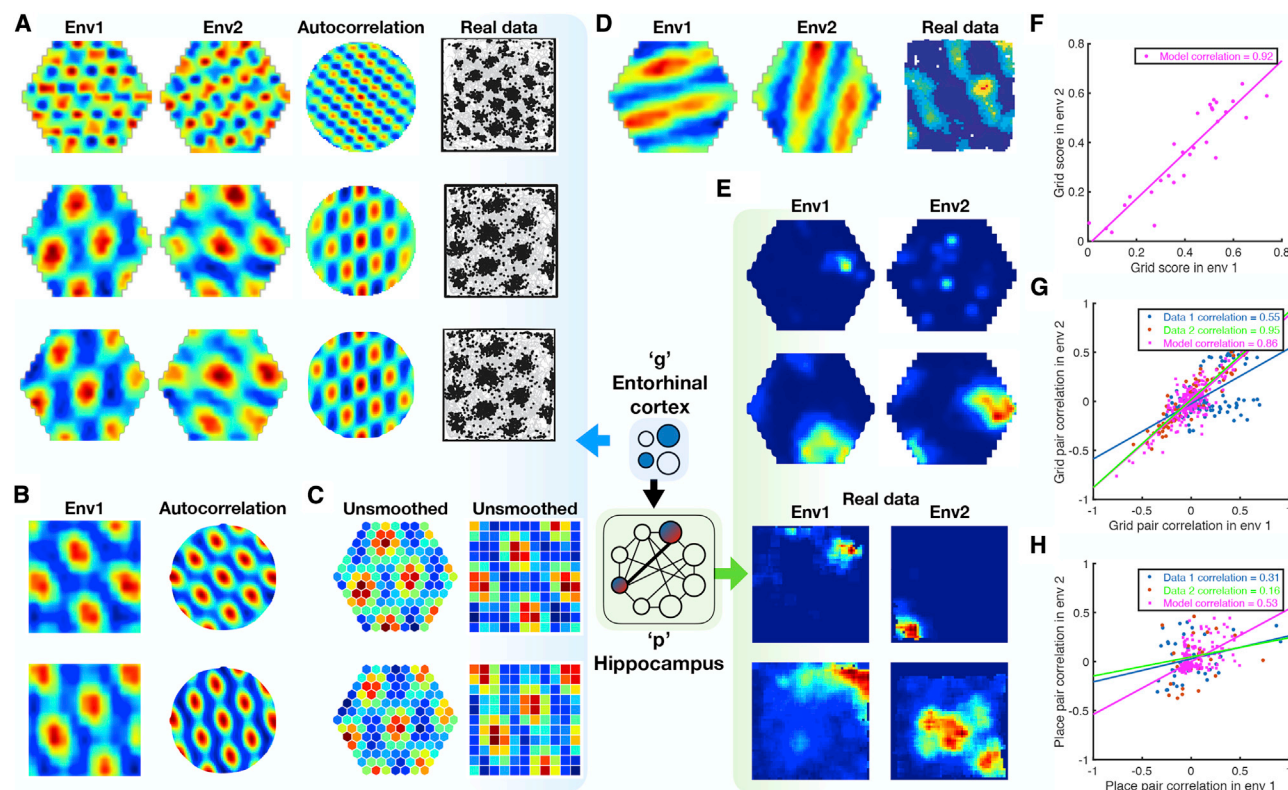 A
Env1
Env2
Autocorrelation
Real data
B
Env1
Autocorrelation
C
Unsmoothed
Unsmoothed
D
Env1
Env2
Real data
E
Env1
Env2
‘g’
Entorhinal
cortex
‘p’
Hippocampus
Real data
Env1
Env2
F
Model correlation = 0.92
Grid score in env 2
0.8
0.6
0.4
0.2
0
0
0.2
0.4
0.6
0.8
Grid score in env 1
G
Data 1 correlation = 0.55
Data 2 correlation = 0.95
Model correlation = 0.86
Grid pair correlation in env 2
1
0.5
0
-0.5
-1
-1
-0.5
0
0.5
1
Grid pair correlation in env 1
H
Data 1 correlation = 0.31
Data 2 correlation = 0.16
Model correlation = 0.53
Place pair correlation in env 2
1
0.5
0
-0.5
-1
-1
-0.5
0
0.5
1
Place pair correlation in env 1